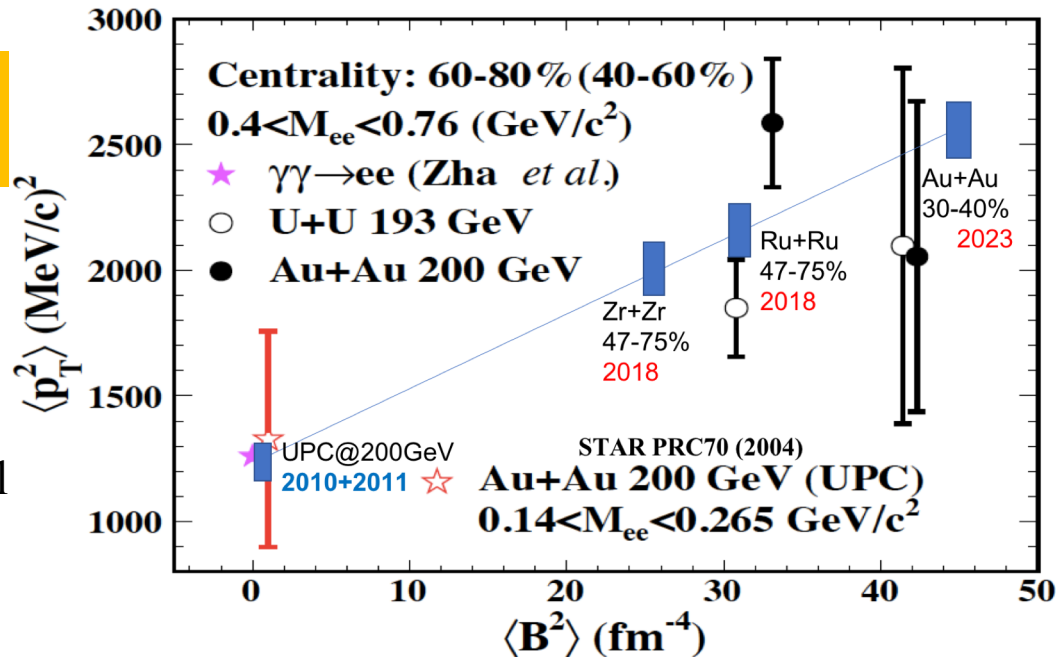 3000
2500
2000
1500
1000
⟨p_T^2⟩ (MeV/c)^2
Centrality: 60-80%(40-60%)
0.4<M_ee<0.76 (GeV/c^2)
γγ→ee (Zha et al.)
U+U 193 GeV
Au+Au 200 GeV
Au+Au
30-40%
2023
Ru+Ru
47-75%
2018
Zr+Zr
47-75%
2018
UPC@200GeV
2010+2011
STAR PRC70 (2004)
Au+Au 200 GeV (UPC)
0.14<M_ee<0.265 GeV/c^2
1
0 10 20 30 40 50
⟨B^2⟩ (fm^-4)